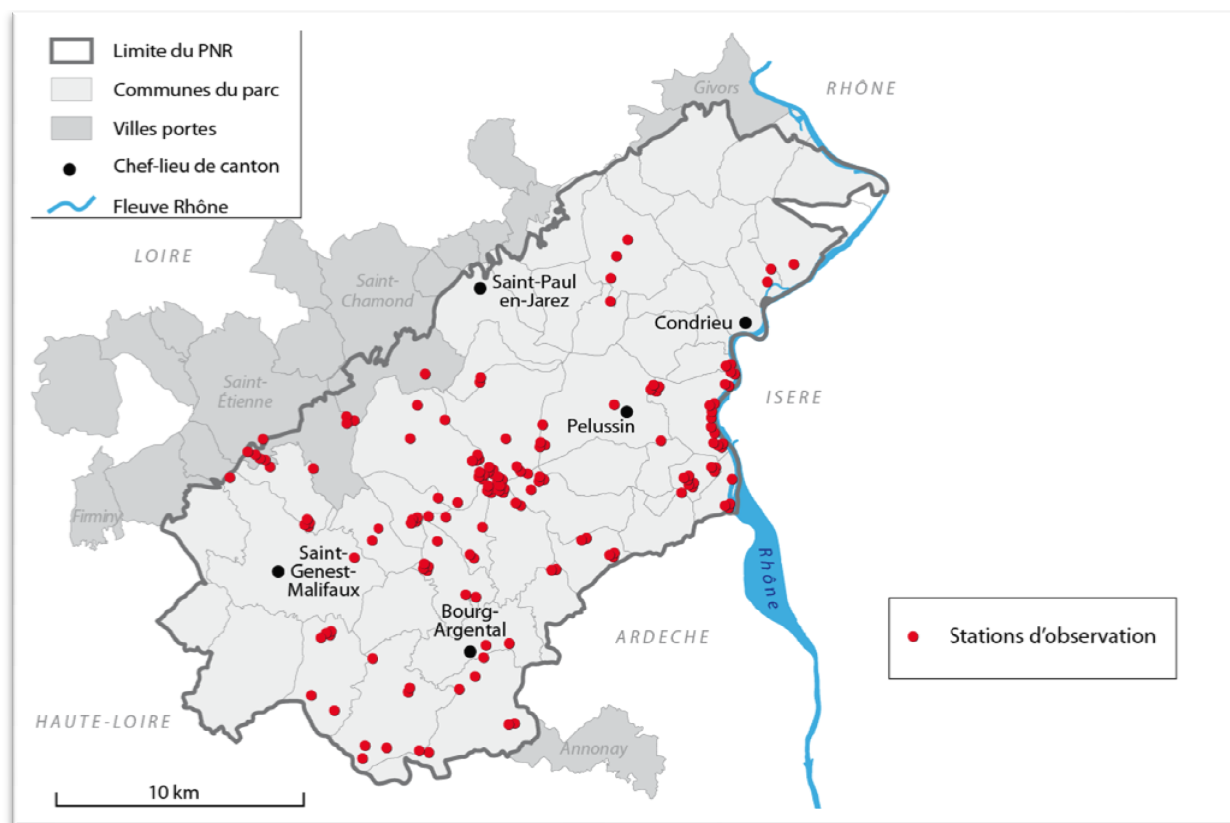 Limite du PNR
Communes du parc
Villes portes
Chef-lieu de canton
Fleuve Rhône
Givors
RHÔNE
LOIRE
Saint-
Chamond
Saint-Paul
en-Jarez
Condrieu
Saint-
Étienne
ISERE
Pelussin
Firminy
Saint-
Genest-
Malifaux
Rhône
Bourg-
Argental
ARDECHE
Stations d'observation
HAUTE-LOIRE
Annonay
10 km